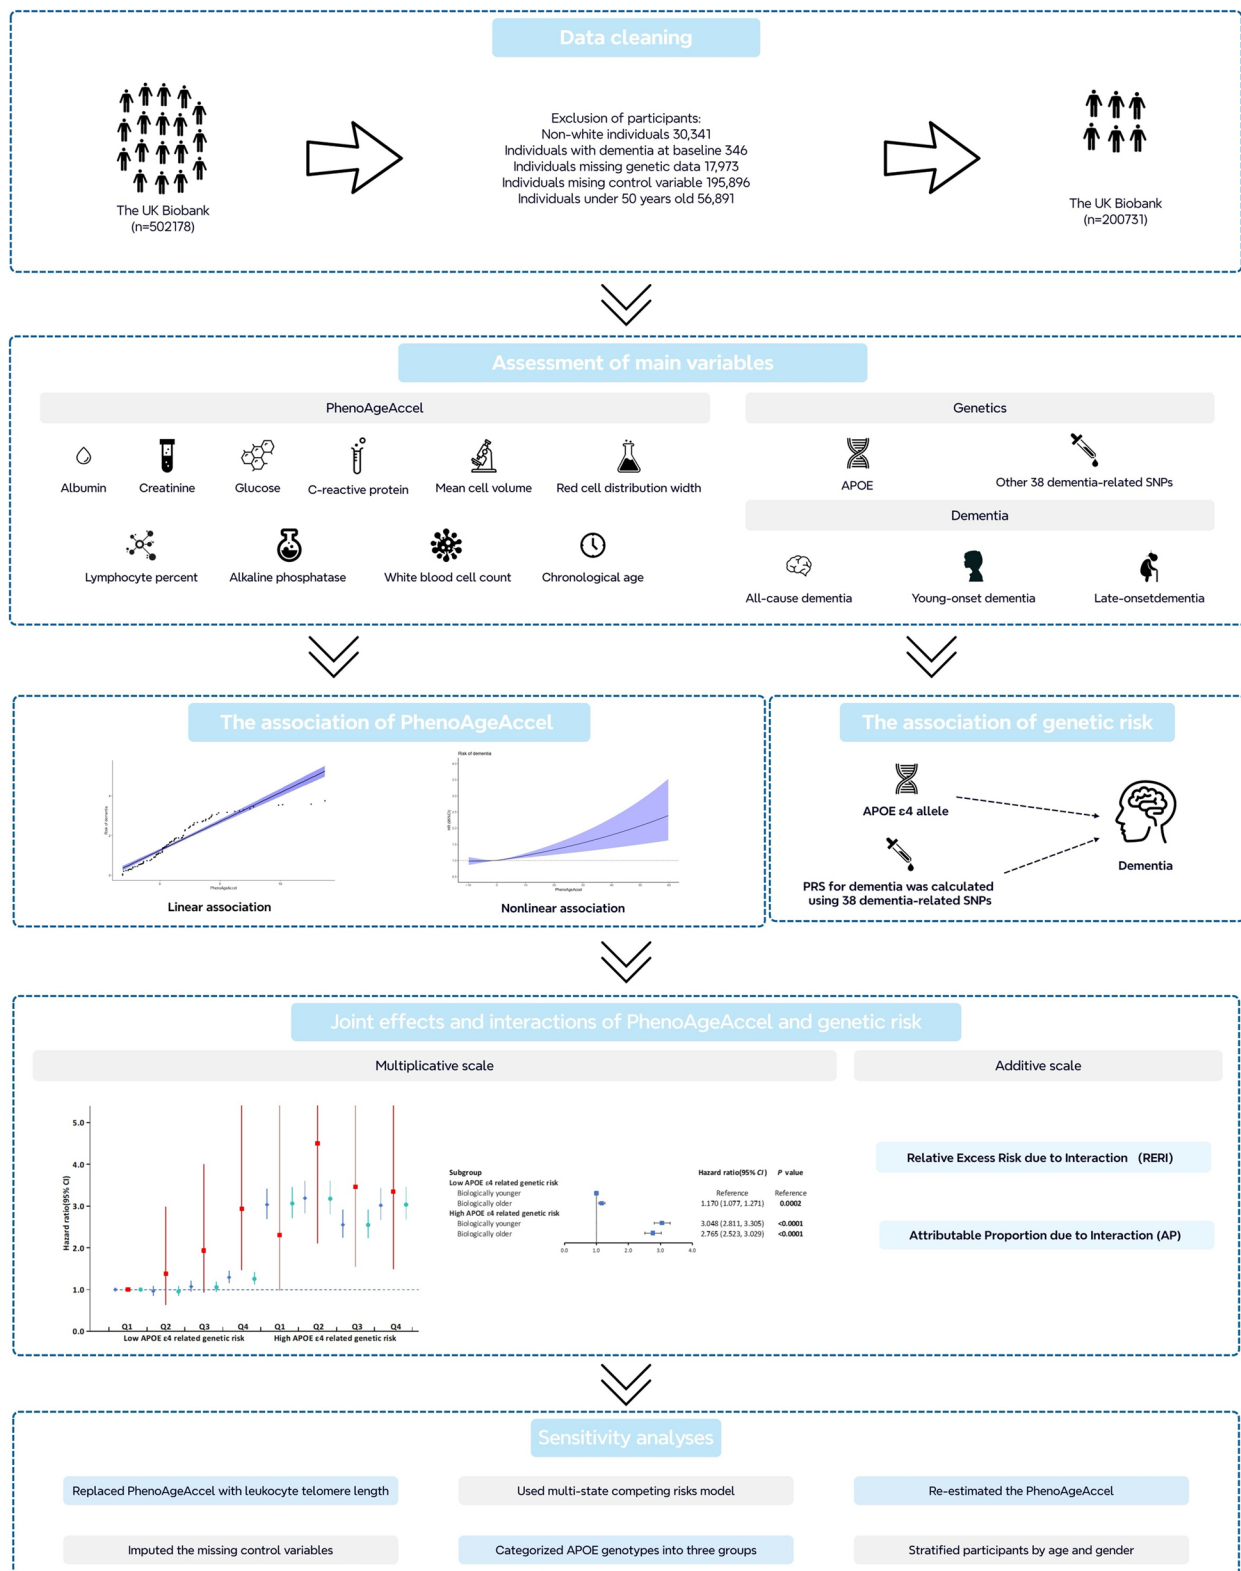 Data cleaning
The UK Biobank
(n=502178)
Exclusion of participants:
Non-white individuals 30,341
Individuals with dementia at baseline 346
Individuals missing genetic data 17,973
Individuals mising control variable 195,896
Individuals under 50 years old 56,891
The UK Biobank
(n=200731)
Assessment of main variables
PhenoAgeAccel
Albumin
Creatinine
Glucose
C-reactive protein
Mean cell volume
Red cell distribution width
Lymphocyte percent
Alkaline phosphatase
White blood cell count
Chronological age
Genetics
APOE
Other 38 dementia-related SNPs
Dementia
All-cause dementia
Young-onset dementia
Late-onsetdementia
The association of PhenoAgeAccel
Risk of dementia
PhenoAgeAccel
Linear association
Risk of dementia
HR (95%CI)
PhenoAgeAccel
Nonlinear association
The association of genetic risk
APOE ε4 allele
PRS for dementia was calculated
using 38 dementia-related SNPs
Dementia
Joint effects and interactions of PhenoAgeAccel and genetic risk
Multiplicative scale
Hazard ratio(95% CI)
5.0
4.0
3.0
2.0
1.0
0.0
Q1 Q2 Q3 Q4 Q1 Q2 Q3 Q4
Low APOE ε4 related genetic risk High APOE ε4 related genetic risk
Subgroup Hazard ratio(95% CI) P value
Low APOE ε4 related genetic risk
Biologically younger Reference Reference
Biologically older 1.170 (1.077, 1.271) 0.0002
High APOE ε4 related genetic risk
Biologically younger 3.048 (2.811, 3.305) <0.0001
Biologically older 2.765 (2.523, 3.029) <0.0001
0.0 1.0 2.0 3.0 4.0
Additive scale
Relative Excess Risk due to Interaction (RERI)
Attributable Proportion due to Interaction (AP)
Sensitivity analyses
Replaced PhenoAgeAccel with leukocyte telomere length
Used multi-state competing risks model
Re-estimated the PhenoAgeAccel
Imputed the missing control variables
Categorized APOE genotypes into three groups
Stratified participants by age and gender